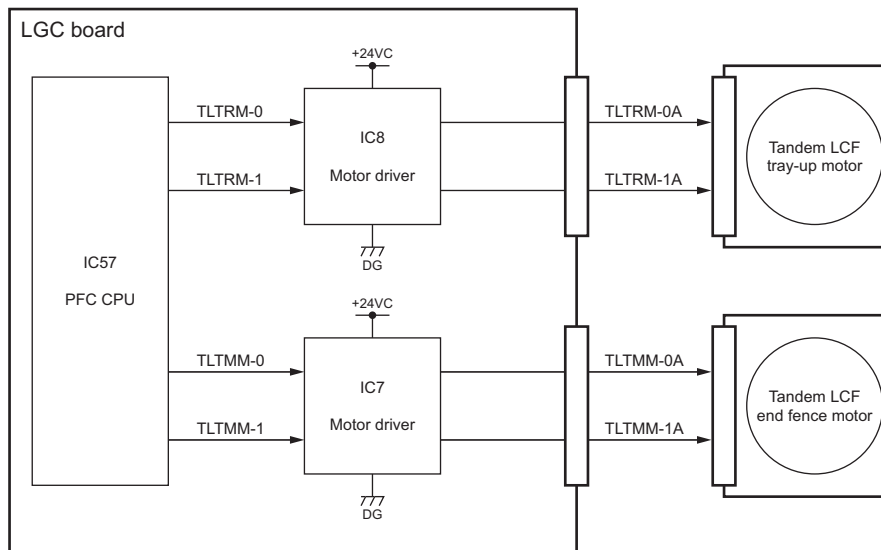 LGC board
+24VC
TLTRM-0
TLTRM-1
IC8
Motor driver
TLTRM-0A
TLTRM-1A
Tandem LCF
tray-up motor
DG
IC57
PFC CPU
+24VC
TLTMM-0
TLTMM-1
IC7
Motor driver
TLTMM-0A
TLTMM-1A
Tandem LCF
end fence motor
DG